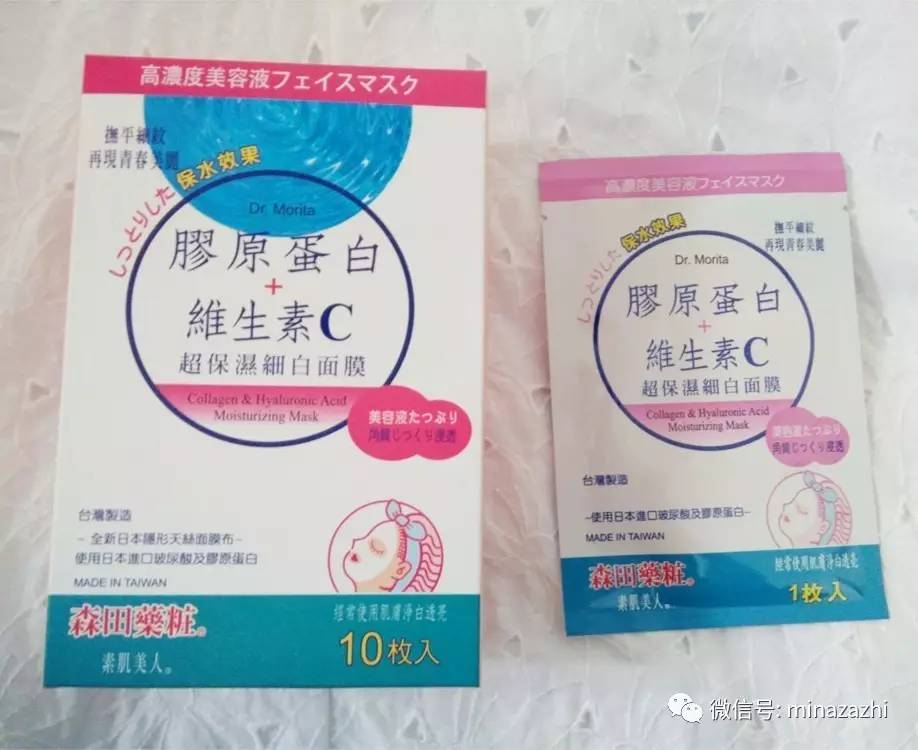 高濃度美容液フェイスマスク
撫平細紋
再現青春美麗
しっとりした保水效果
Dr. Morita
膠原蛋白
+
維生素C
超保濕細白面膜
Collagen & Hyaluronic Acid
Moisturizing Mask
美容液たっぷり
角質じっくり浸透
台灣製造
~ 全新日本隱形天絲面膜布~
使用日本進口玻尿酸及膠原蛋白
MADE IN TAIWAN
森田藥粧®
素肌美人®
經常使用肌膚淨白透亮
10枚入
高濃度美容液フェイスマスク
しっとりした保水效果
撫平細紋
再現青春美麗
Dr. Morita
膠原蛋白
+
維生素C
超保濕細白面膜
Collagen & Hyaluronic Acid
Moisturizing Mask
美容液たっぷり
角質じっくり浸透
台灣製造
~使用日本進口玻尿酸及膠原蛋白~
MADE IN TAIWAN
森田藥粧®
素肌美人®
經常使用肌膚淨白透亮
1枚入
微信号: minazazhi